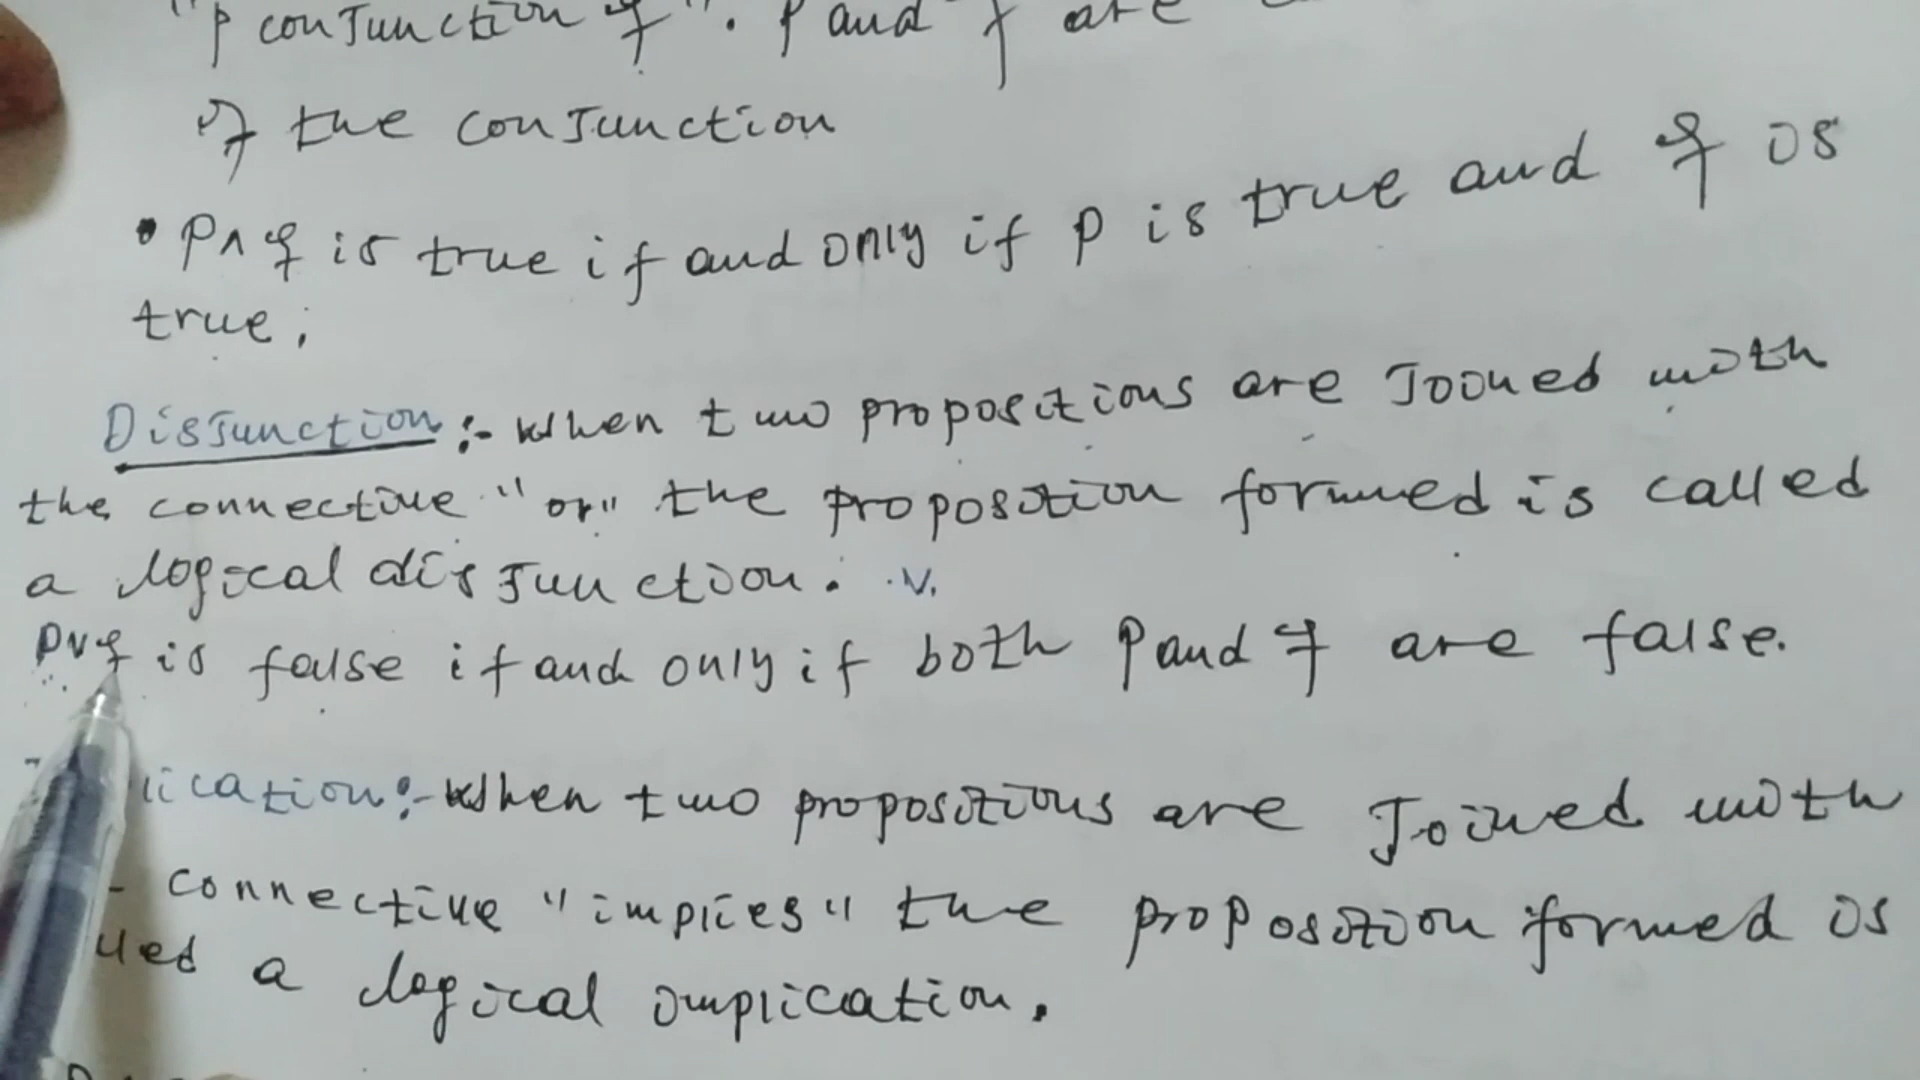 "p conjunction q". p and q are
of the conjunction
• p∧q is true if and only if p is true and q is
true;
Disjunction :- When two propositions are Joined with
the connective "or" the proposition formed is called
a logical disjunction. ∨.
p∨q is false if and only if both p and q are false.
lication :- When two propositions are Joined with
connective "implies" the proposition formed is
lled a logical implication.